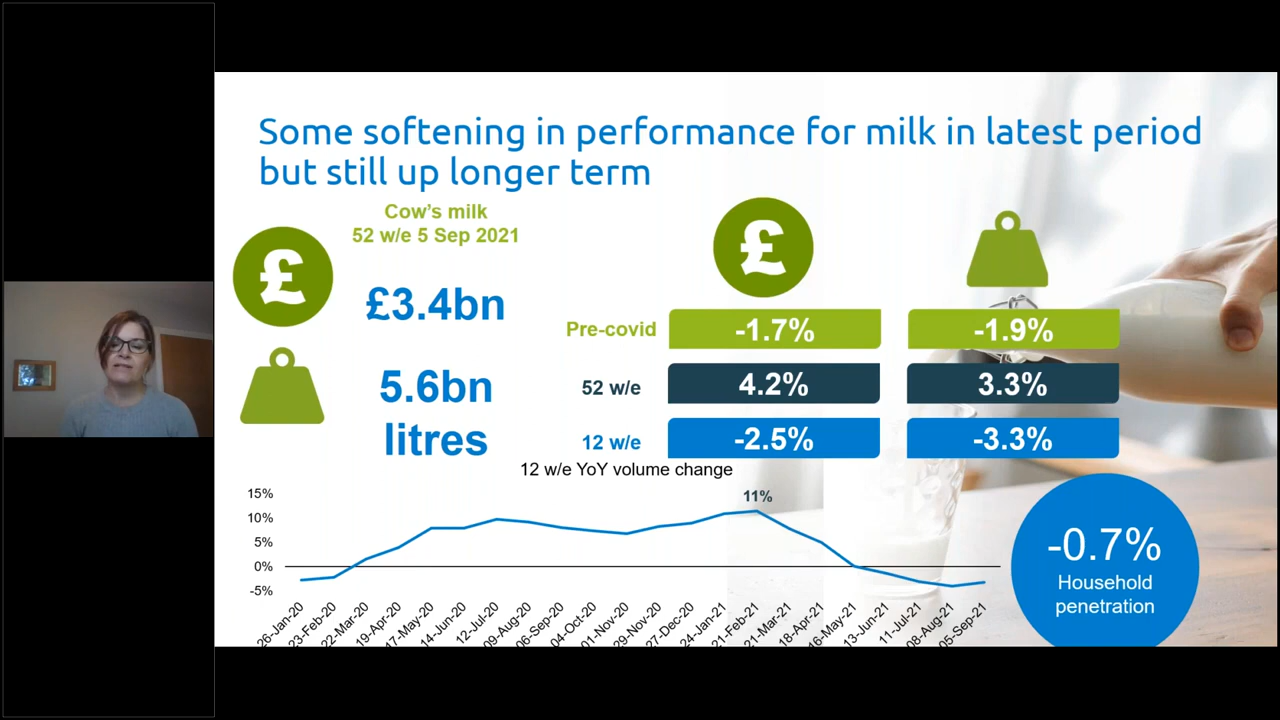 Some softening in performance for milk in latest period
but still up longer term
Cow's milk
52 w/e 5 Sep 2021
£
£3.4bn
5.6bn
litres
£
Pre-covid -1.7% -1.9%
52 w/e 4.2% 3.3%
12 w/e -2.5% -3.3%
12 w/e YoY volume change
15%
10%
5%
0%
-5%
11%
26-Jan-20
23-Feb-20
22-Mar-20
19-Apr-20
17-May-20
14-Jun-20
12-Jul-20
09-Aug-20
06-Sep-20
04-Oct-20
01-Nov-20
29-Nov-20
27-Dec-20
24-Jan-21
21-Feb-21
21-Mar-21
18-Apr-21
16-May-21
13-Jun-21
11-Jul-21
08-Aug-21
05-Sep-21
-0.7%
Household
penetration